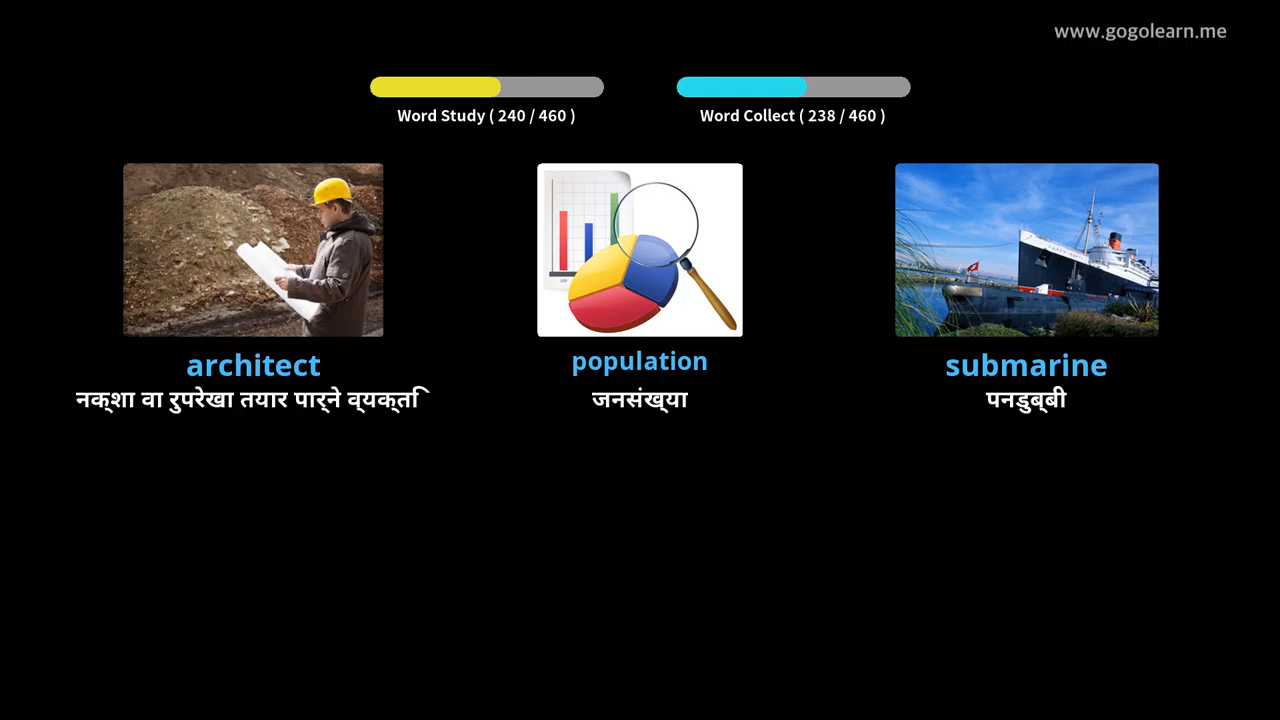 www.gogolearn.me
Word Study ( 240 / 460 )
Word Collect ( 238 / 460 )
architect
नक्शा वा रुपरेखा तयार पार्ने व्यक्ति
population
जनसंख्या
submarine
पनडुब्बी